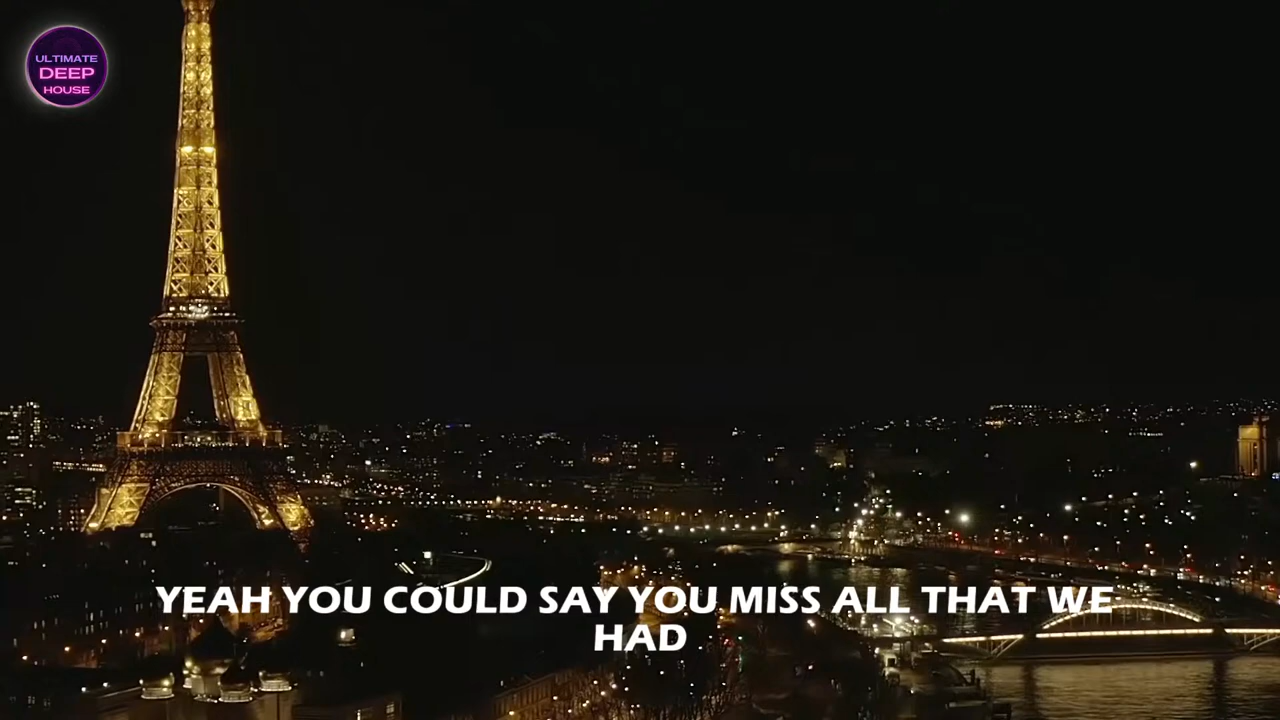 ULTIMATE
DEEP
HOUSE
YEAH YOU COULD SAY YOU MISS ALL THAT WE
HAD